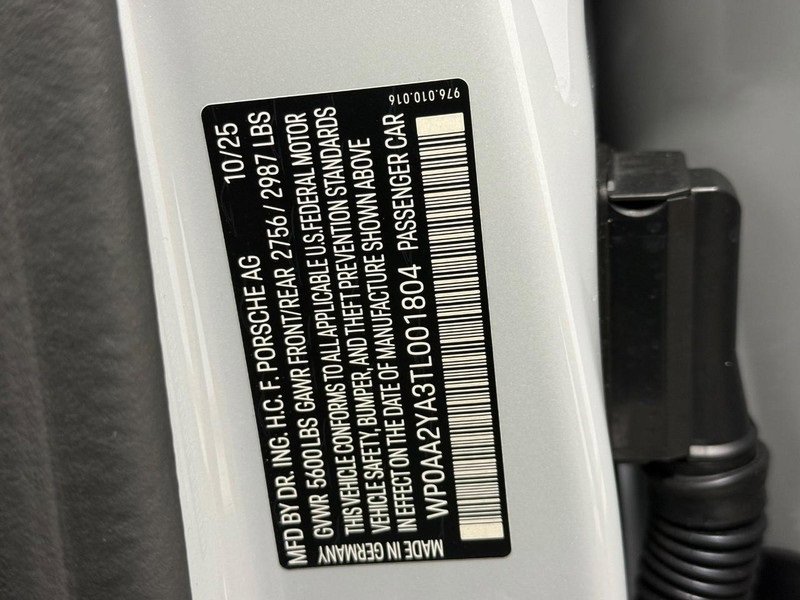 MFD BY DR. ING. H.C. F. PORSCHE AG 10/25
GVWR 5600 LBS GAWR FRONT/REAR 2756 / 2987 LBS
THIS VEHICLE CONFORMS TO ALL APPLICABLE U.S.FEDERAL MOTOR
VEHICLE SAFETY, BUMPER, AND THEFT PREVENTION STANDARDS
IN EFFECT ON THE DATE OF MANUFACTURE SHOWN ABOVE
WP0AA2YA3TL001804 PASSENGER CAR
MADE IN GERMANY
976.010.016